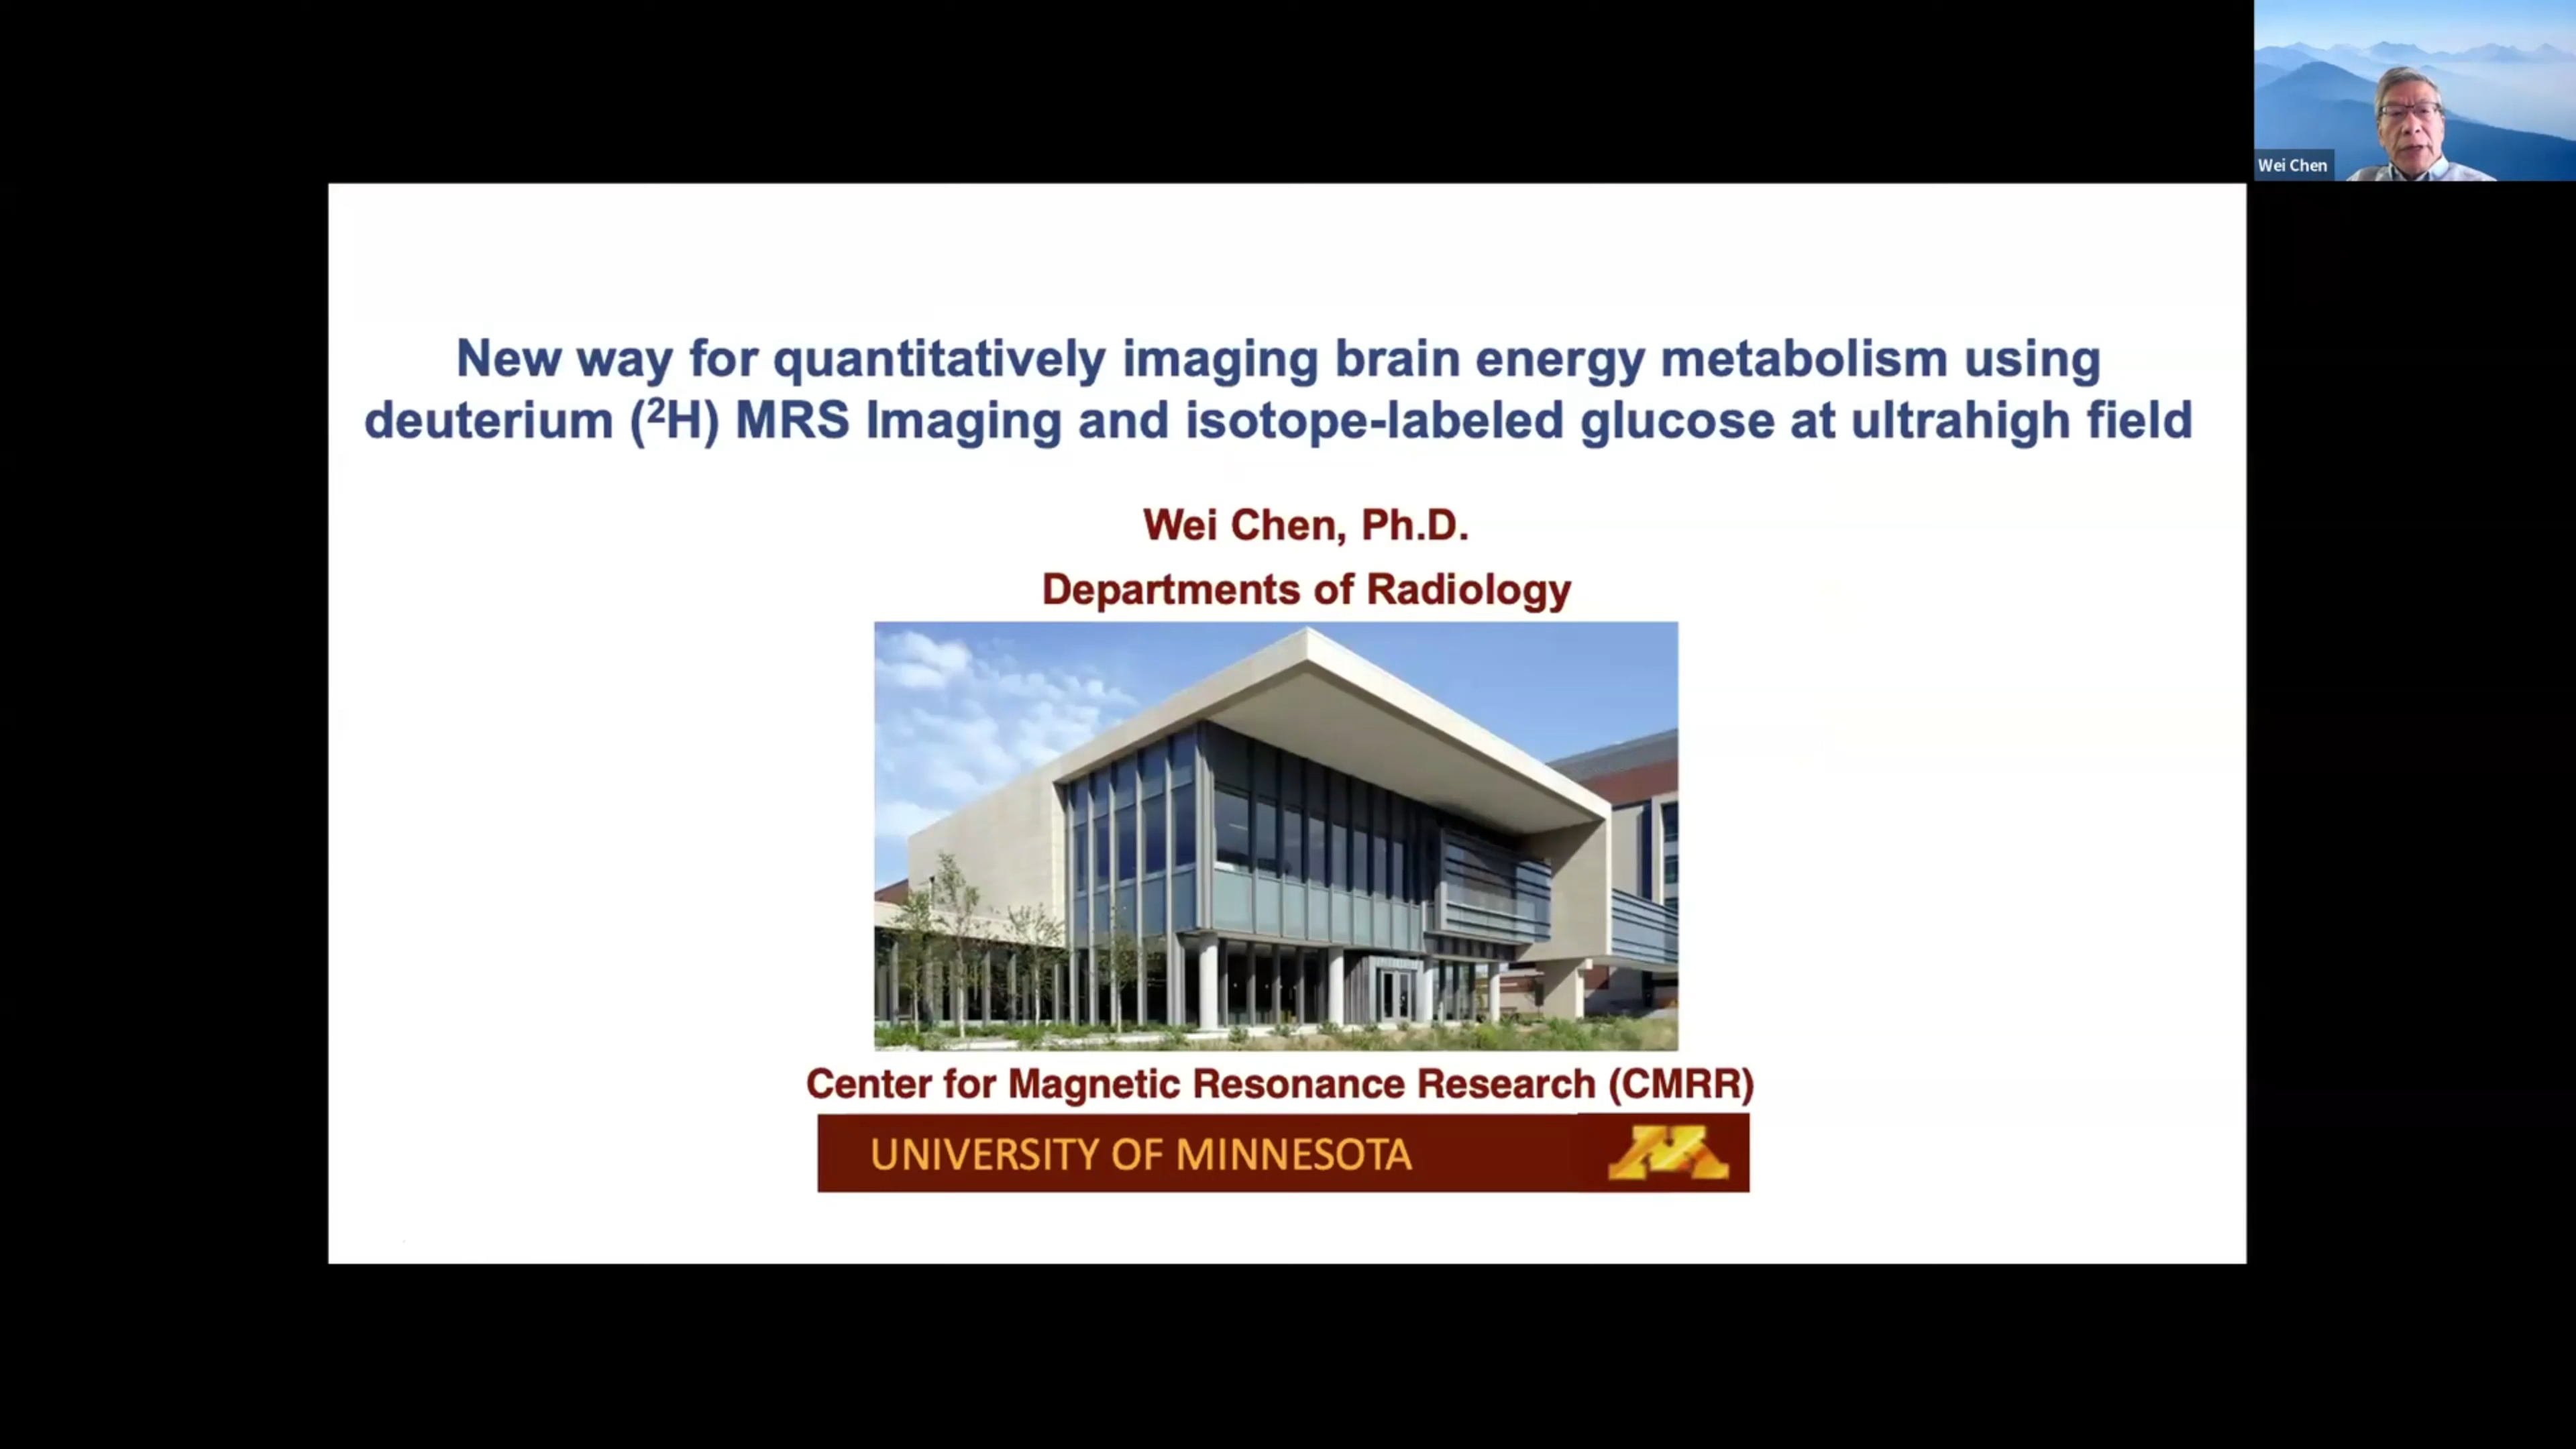 Wei Chen
New way for quantitatively imaging brain energy metabolism using
deuterium (²H) MRS Imaging and isotope-labeled glucose at ultrahigh field
Wei Chen, Ph.D.
Departments of Radiology
Center for Magnetic Resonance Research (CMRR)
UNIVERSITY OF MINNESOTA
M